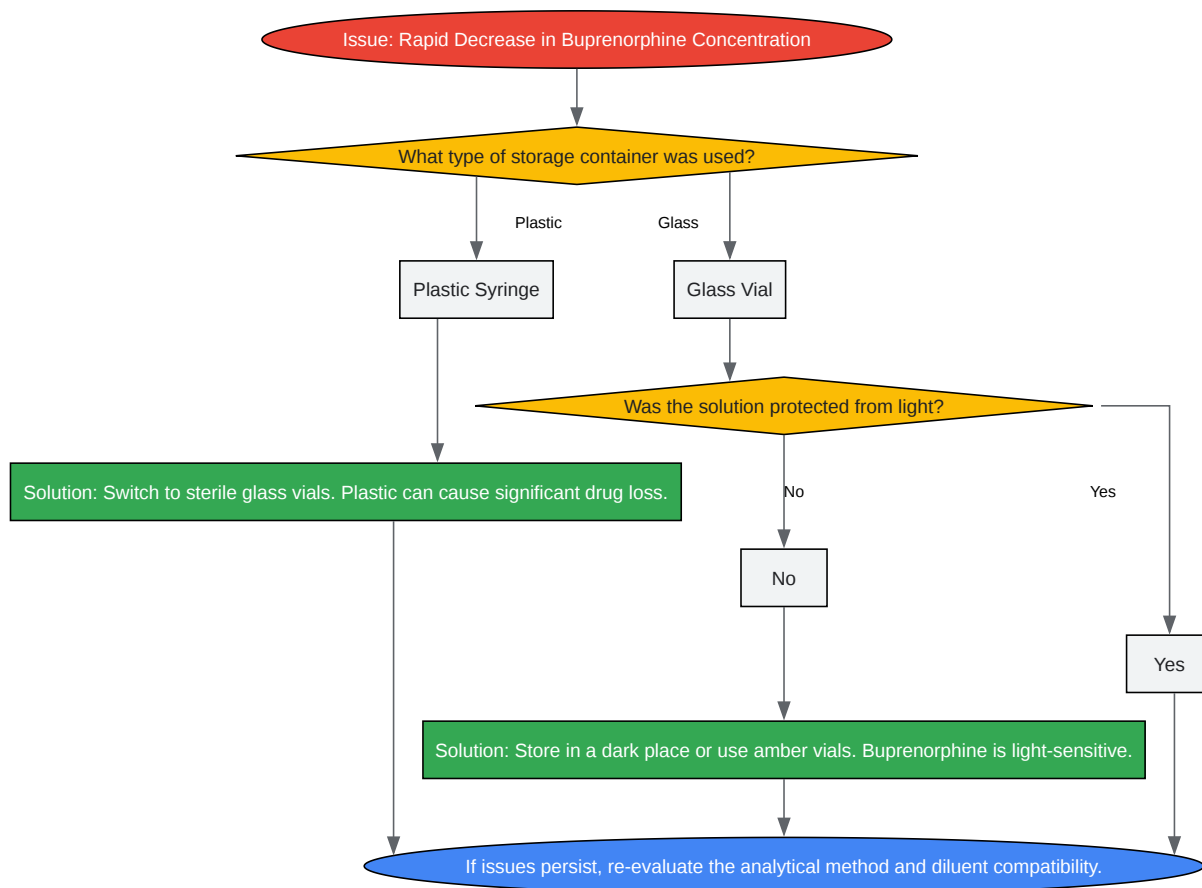 Issue: Rapid Decrease in Buprenorphine Concentration
What type of storage container was used?
Plastic
Glass
Plastic Syringe
Glass Vial
Was the solution protected from light?
Solution: Switch to sterile glass vials. Plastic can cause significant drug loss.
No
Yes
No
Yes
Solution: Store in a dark place or use amber vials. Buprenorphine is light-sensitive.
If issues persist, re-evaluate the analytical method and diluent compatibility.